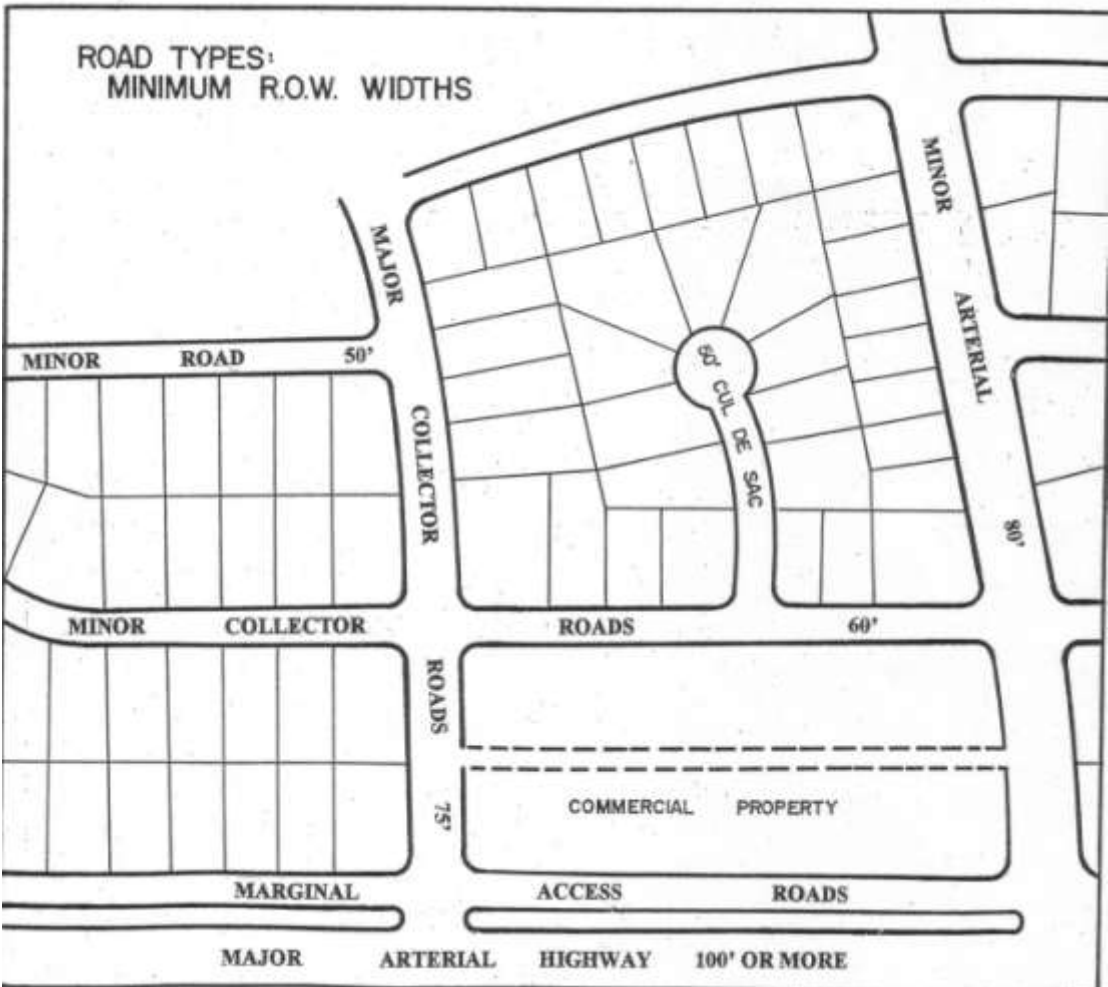 ROAD TYPES:
MINIMUM R.O.W. WIDTHS
MINOR ARTERIAL 80'
MAJOR COLLECTOR ROADS 75'
MINOR ROAD 50'
60' CUL DE SAC
MINOR COLLECTOR ROADS 60'
COMMERCIAL PROPERTY
MARGINAL ACCESS ROADS
MAJOR ARTERIAL HIGHWAY 100' OR MORE